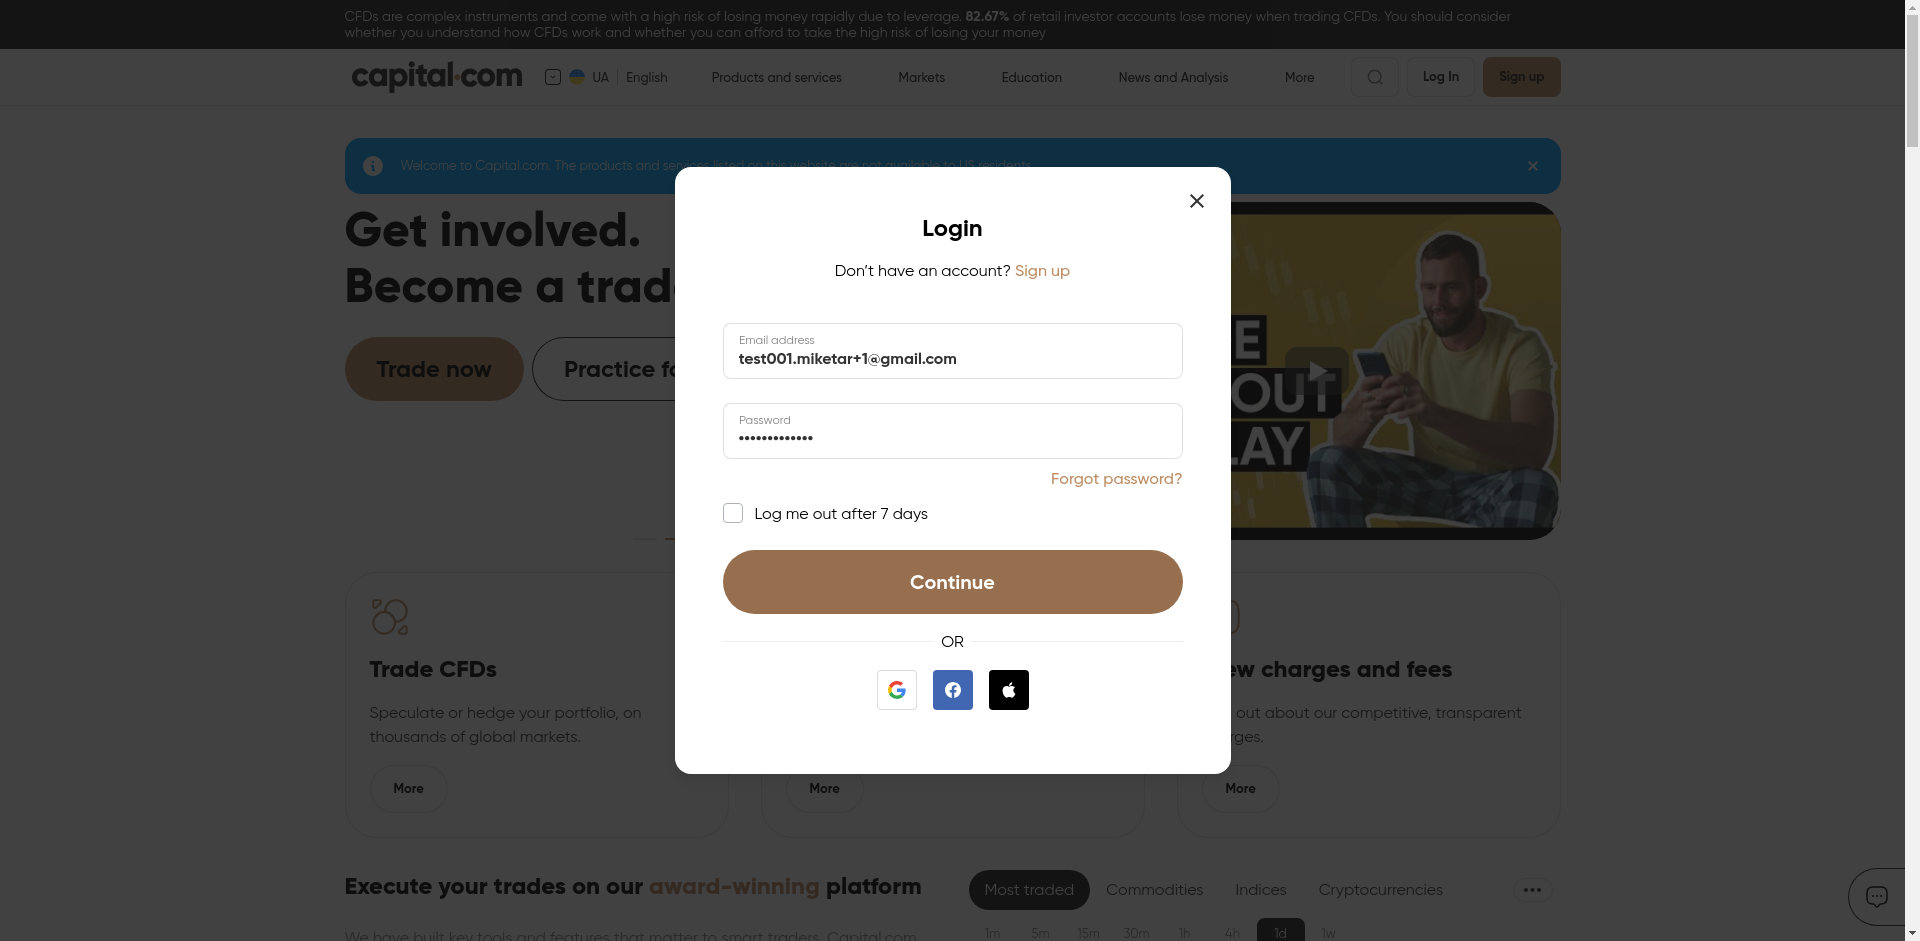 CFDs are complex instruments and come with a high risk of losing money rapidly due to leverage. 82.67% of retail investor accounts lose money when trading CFDs. You should consider
whether you understand how CFDs work and whether you can afford to take the high risk of losing your money
capital.com
UA
English
Products and services
Markets
Education
News and Analysis
More
Log In
Sign up
Welcome to Capital.com. The products and services listed on this website are not available to US residents
Get involved.
Become a trad
Trade now
Practice fo
E
OUT
LAY
Login
Don't have an account? Sign up
Email address
test001.miketar+1@gmail.com
Password
•••••••••••••
Forgot password?
Log me out after 7 days
Continue
OR
Trade CFDs
Speculate or hedge your portfolio, on
thousands of global markets.
More
More
ew charges and fees
out about our competitive, transparent
rges.
More
Execute your trades on our award-winning platform
We have built key tools and features that matter to smart traders. Capital.com
Most traded
Commodities
Indices
Cryptocurrencies
1m
5m
15m
30m
1h
4h
1d
1w